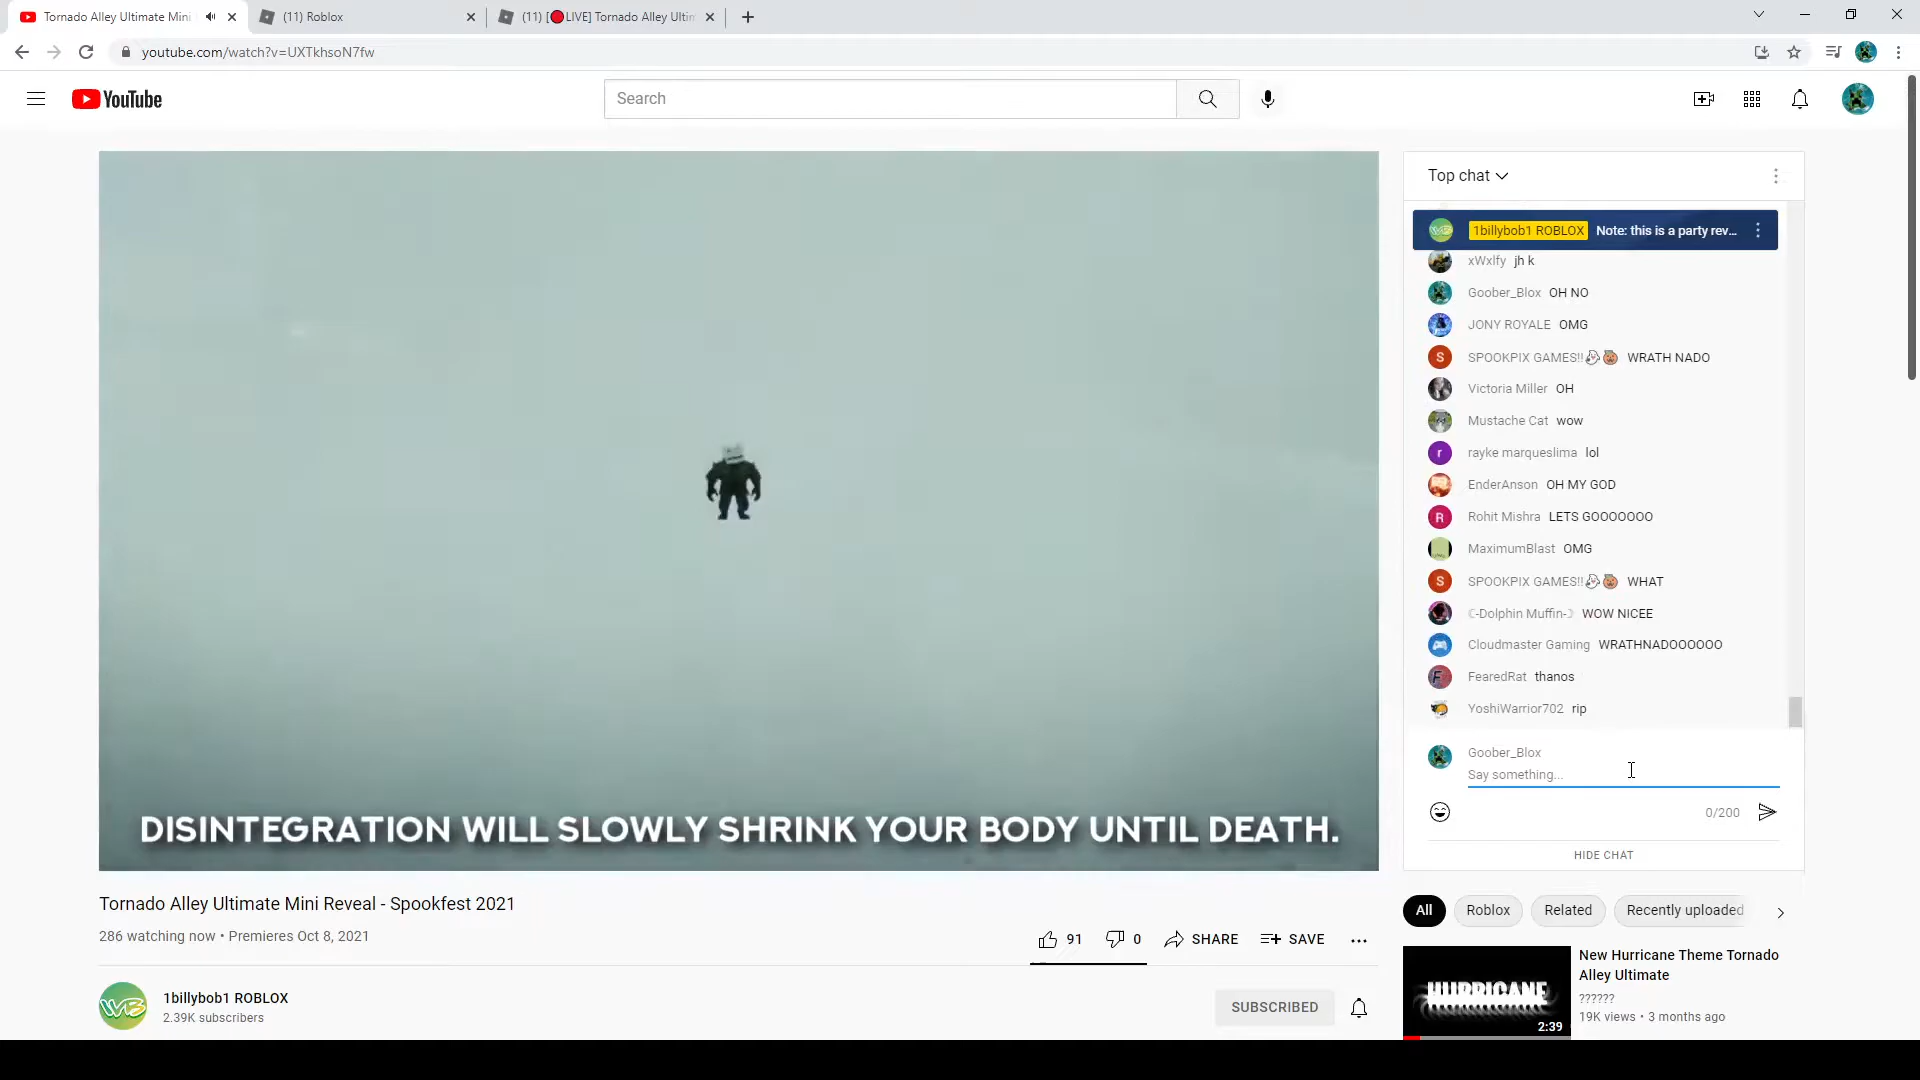 Tornado Alley Ultimate Mini
(11) Roblox
(11) [🔴LIVE] Tornado Alley Ultim
youtube.com/watch?v=UXTkhsoN7fw
YouTube
Search
DISINTEGRATION WILL SLOWLY SHRINK YOUR BODY UNTIL DEATH.
Tornado Alley Ultimate Mini Reveal - Spookfest 2021
286 watching now • Premieres Oct 8, 2021
91
0
SHARE
SAVE
1billybob1 ROBLOX
2.39K subscribers
SUBSCRIBED
Top chat
1billybob1 ROBLOX Note: this is a party rev...
xWxlfy jh k
Goober_Blox OH NO
JONY ROYALE OMG
S SPOOKPIX GAMES!!👻🎃 WRATH NADO
Victoria Miller OH
Mustache Cat wow
r rayke marqueslima lol
EnderAnson OH MY GOD
R Rohit Mishra LETS GOOOOOOO
MaximumBlast OMG
S SPOOKPIX GAMES!!👻🎃 WHAT
☾-Dolphin Muffin-☽ WOW NICEE
Cloudmaster Gaming WRATHNADOOOOOO
FearedRat thanos
YoshiWarrior702 rip
Goober_Blox
Say something...
0/200
HIDE CHAT
All
Roblox
Related
Recently uploaded
HURRICANE
2:39
New Hurricane Theme Tornado
Alley Ultimate
??????
19K views • 3 months ago